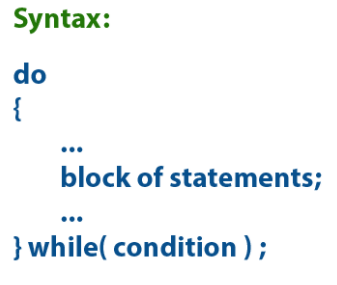 Syntax:
do
{
...
block of statements;
...
} while( condition ) ;